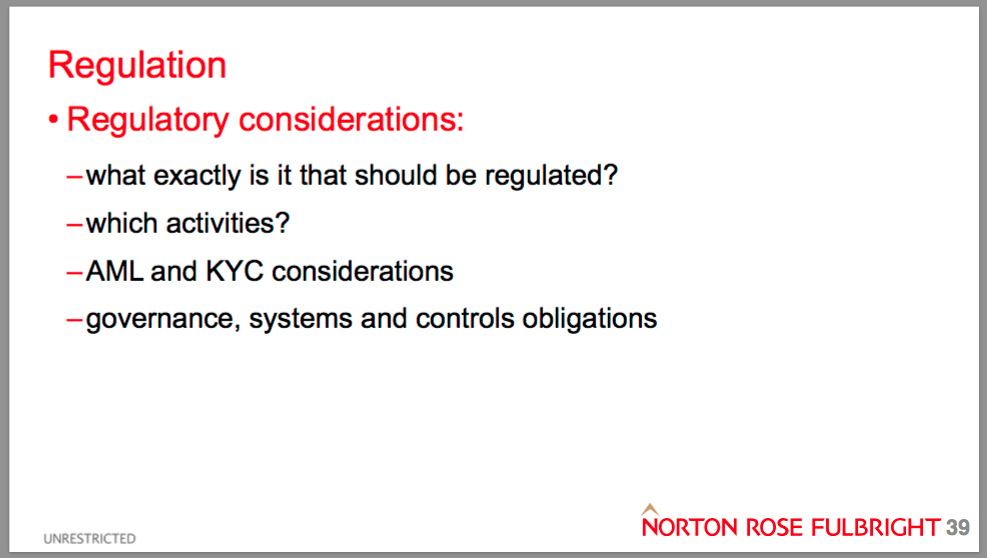 Regulation
• Regulatory considerations:
–what exactly is it that should be regulated?
–which activities?
–AML and KYC considerations
–governance, systems and controls obligations
UNRESTRICTED
NORTON ROSE FULBRIGHT 39